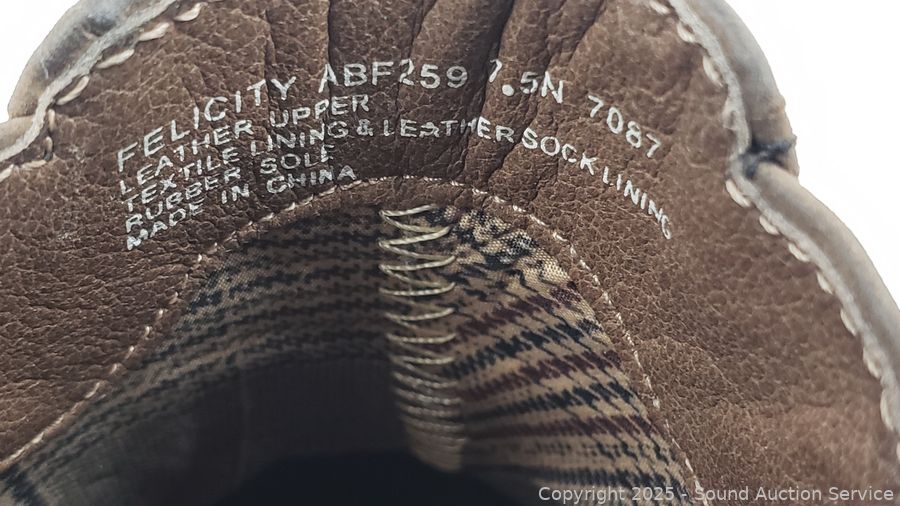 FELICITY ABF259 7.5N 7087
LEATHER UPPER
TEXTILE LINING & LEATHER SOCK LINING
RUBBER SOLE
MADE IN CHINA
Copyright 2025 - Sound Auction Service